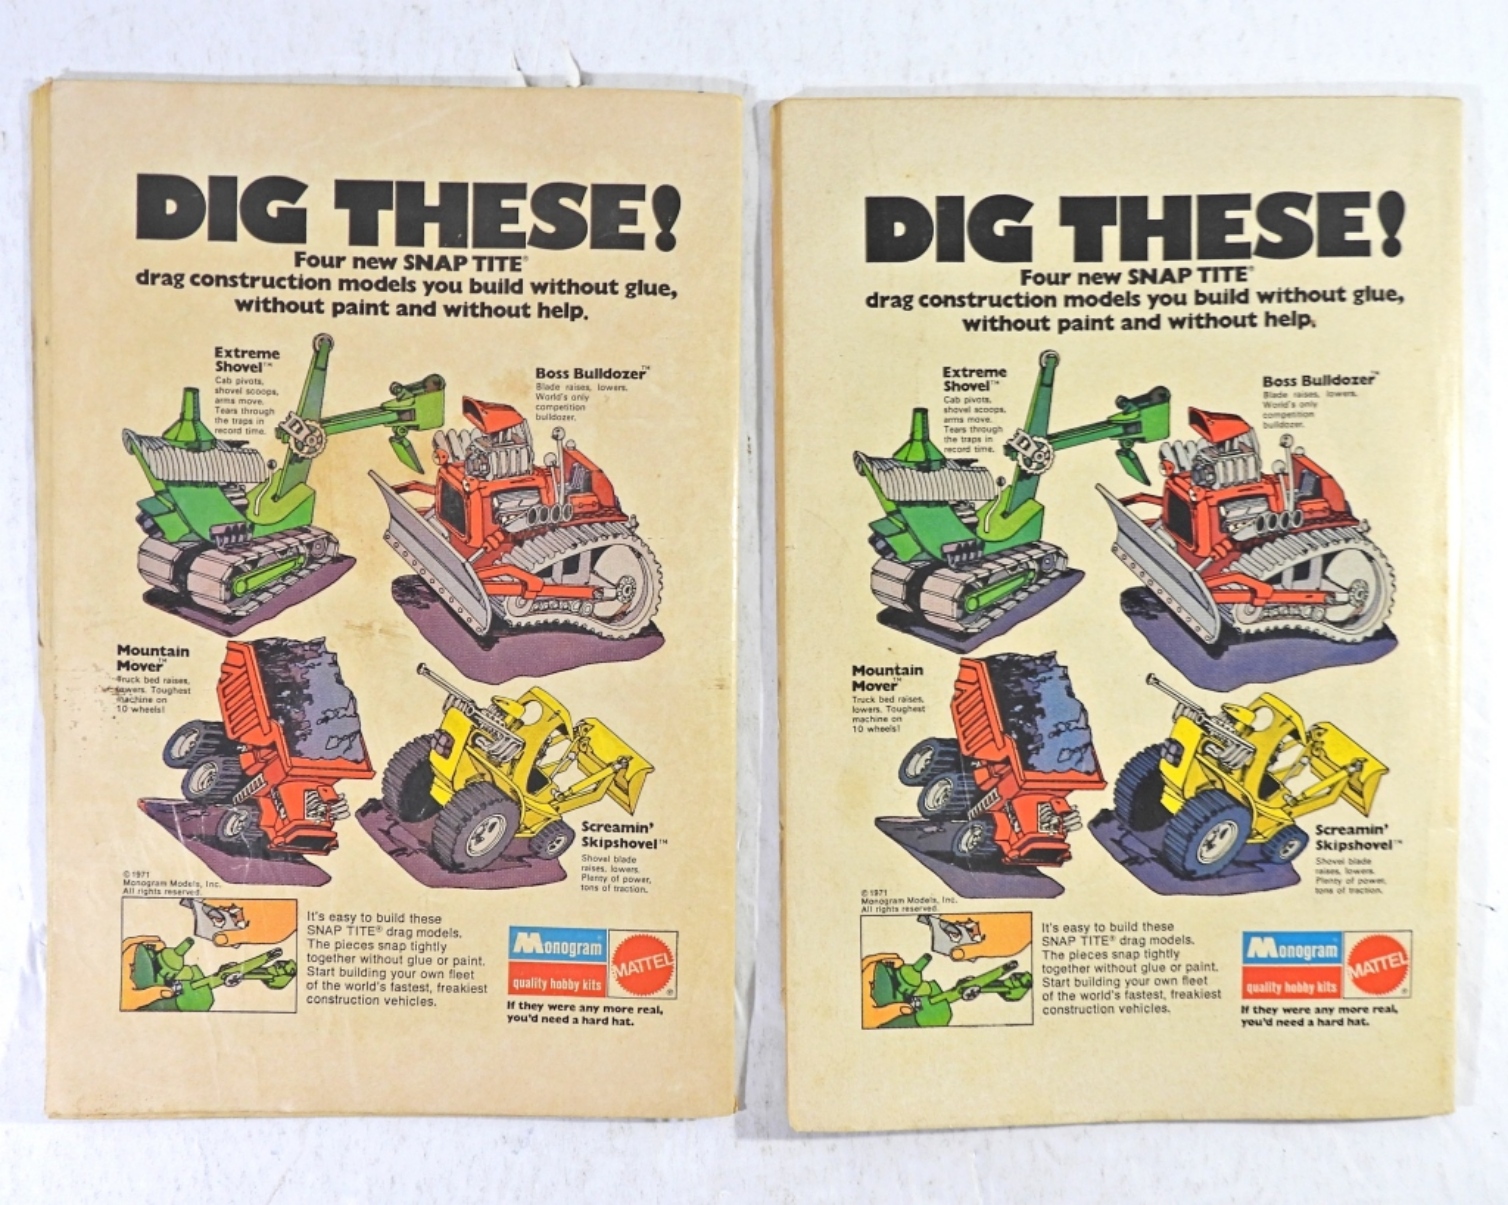 DIG THESE!
Four new SNAP TITE®
drag construction models you build without glue,
without paint and without help.
Extreme
Shovel™
Cab pivots,
shovel scoops,
arms move.
Tears through
the traps in
record time.
Boss Bulldozer™
Blade raises, lowers.
World's only
competition
bulldozer.
Mountain
Mover™
Truck bed raises,
lowers. Toughest
machine on
10 wheels!
Screamin'
Skipshovel™
Shovel blade
raises, lowers.
Plenty of power,
tons of traction.
©1971
Monogram Models, Inc.
All rights reserved.
It's easy to build these
SNAP TITE® drag models.
The pieces snap tightly
together without glue or paint.
Start building your own fleet
of the world's fastest, freakiest
construction vehicles.
Monogram
quality hobby kits
MATTEL
®
If they were any more real,
you'd need a hard hat.
DIG THESE!
Four new SNAP TITE®
drag construction models you build without glue,
without paint and without help.
Extreme
Shovel™
Cab pivots,
shovel scoops,
arms move.
Tears through
the traps in
record time.
Boss Bulldozer™
Blade raises, lowers.
World's only
competition
bulldozer.
Mountain
Mover™
Truck bed raises,
lowers. Toughest
machine on
10 wheels!
Screamin'
Skipshovel™
Shovel blade
raises, lowers.
Plenty of power,
tons of traction.
©1971
Monogram Models, Inc.
All rights reserved.
It's easy to build these
SNAP TITE® drag models.
The pieces snap tightly
together without glue or paint.
Start building your own fleet
of the world's fastest, freakiest
construction vehicles.
Monogram
quality hobby kits
MATTEL
®
If they were any more real,
you'd need a hard hat.